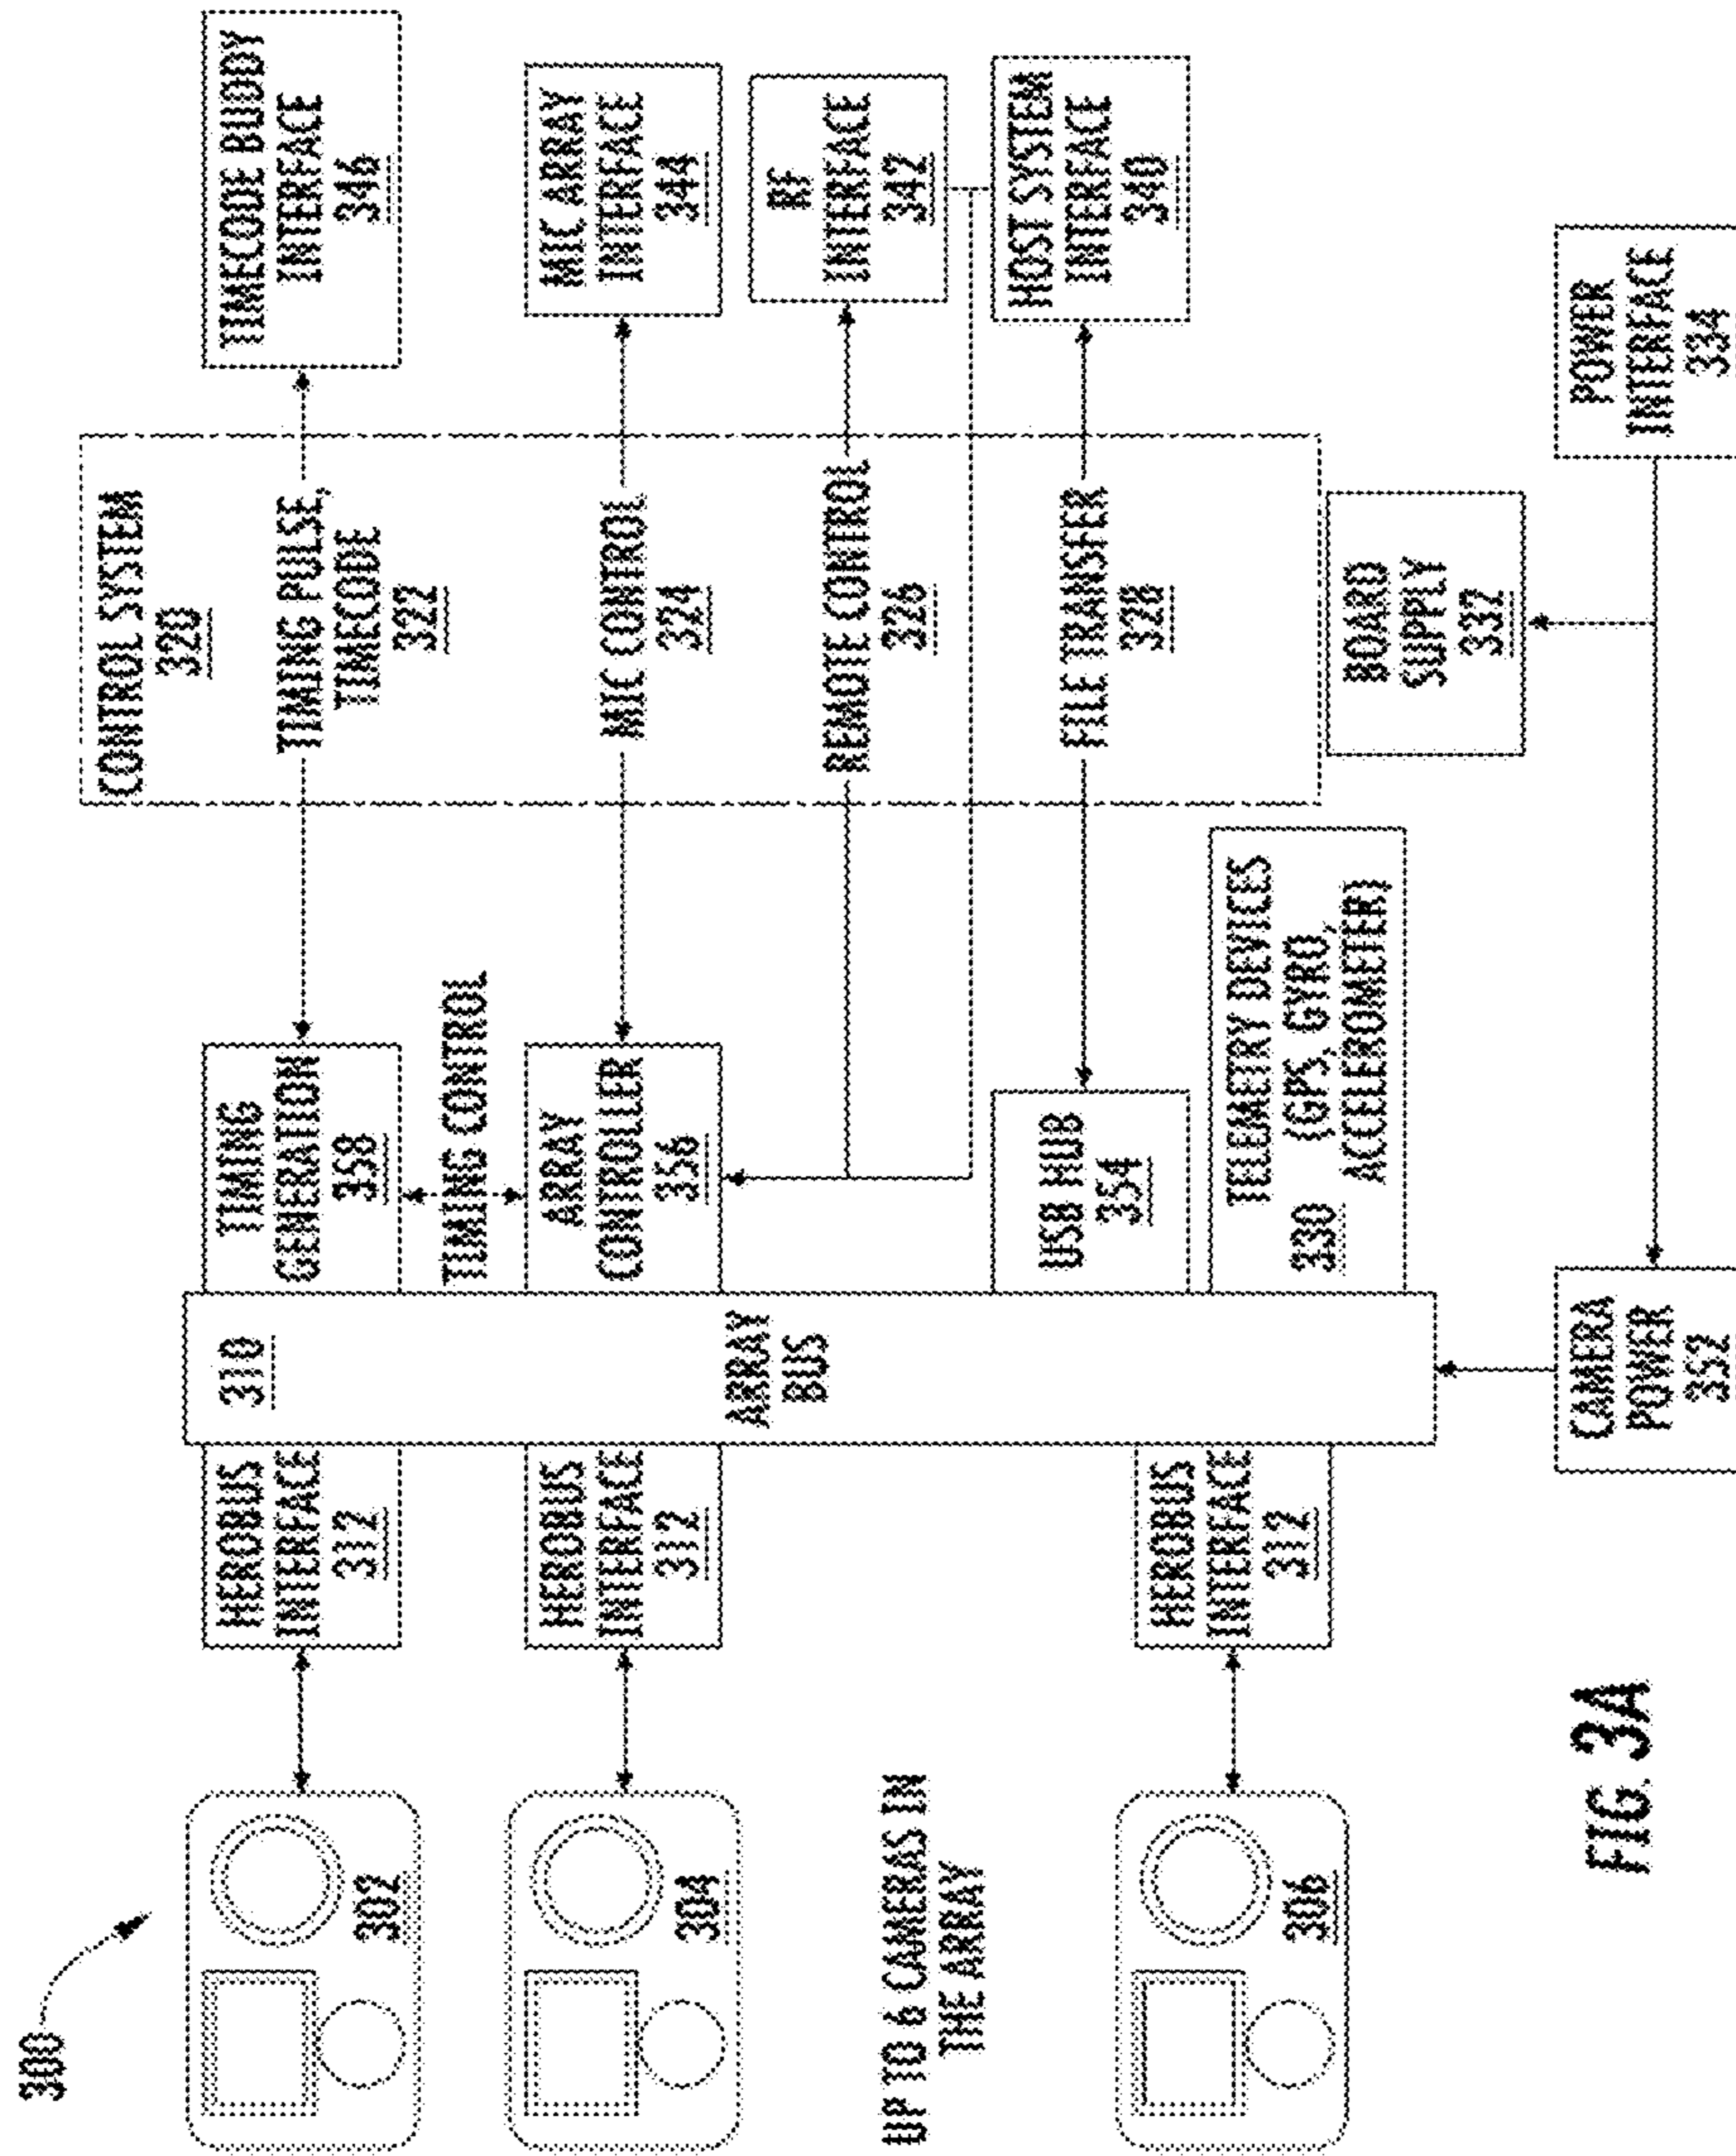 300
302
304
UP TO 6 CAMERAS IN
THE ARRAY
306
HEROBUS
INTERFACE
312
HEROBUS
INTERFACE
312
HEROBUS
INTERFACE
312
310
ARRAY
BUS
TIMING
GENERATION
358
TIMING CONTROL
ARRAY
CONTROLLER
356
USB HUB
354
TELEMETRY DEVICES
330 (GPS, GYRO,
ACCELEROMETER)
CAMERA
POWER
352
CONTROL SYSTEM
320
TIMING PULSE,
TIMECODE
322
MIC CONTROL
324
REMOTE CONTROL
326
FILE TRANSFER
328
BOARD
SUPPLY
332
TIMECODE BUDDY
INTERFACE
346
MIC ARRAY
INTERFACE
344
RF
INTERFACE
342
HOST SYSTEM
INTERFACE
340
POWER
INTERFACE
334
FIG. 3A